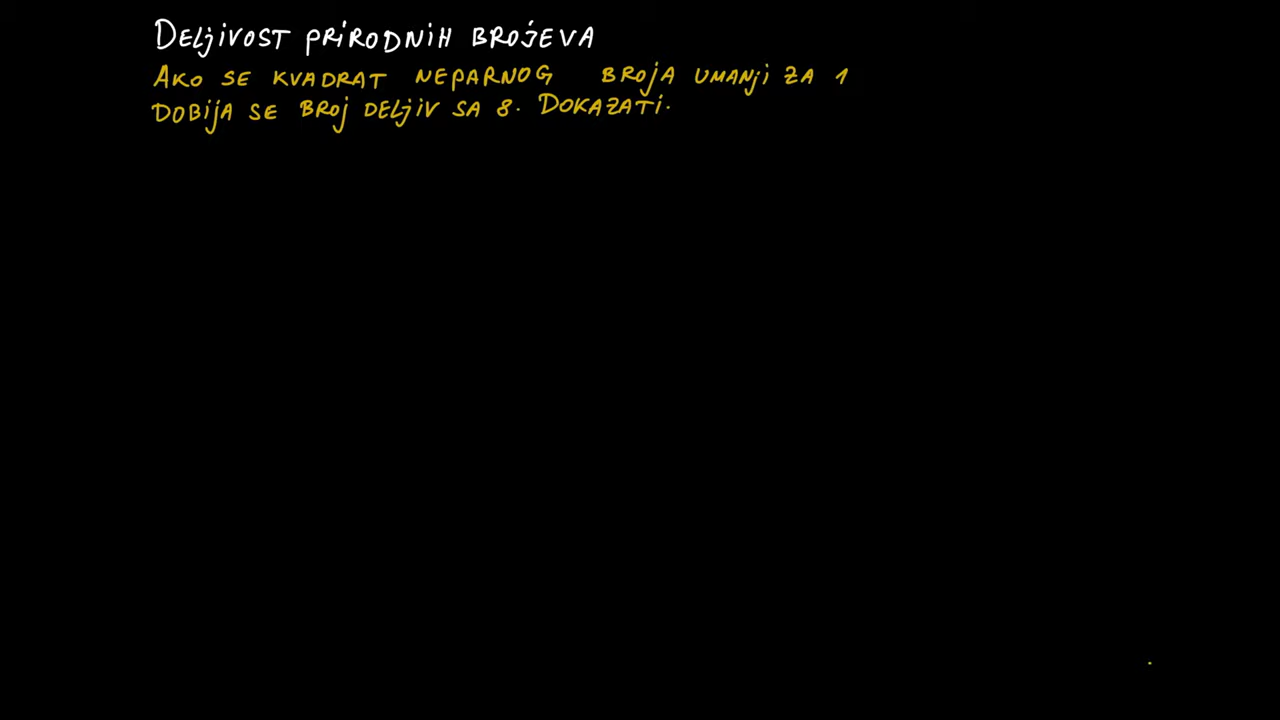 DELJIVOST PRIRODNIH BROJEVA
AKO SE KVADRAT NEPARNOG BROJA UMANJI ZA 1
DOBIJA SE BROJ DELJIV SA 8. DOKAZATI.